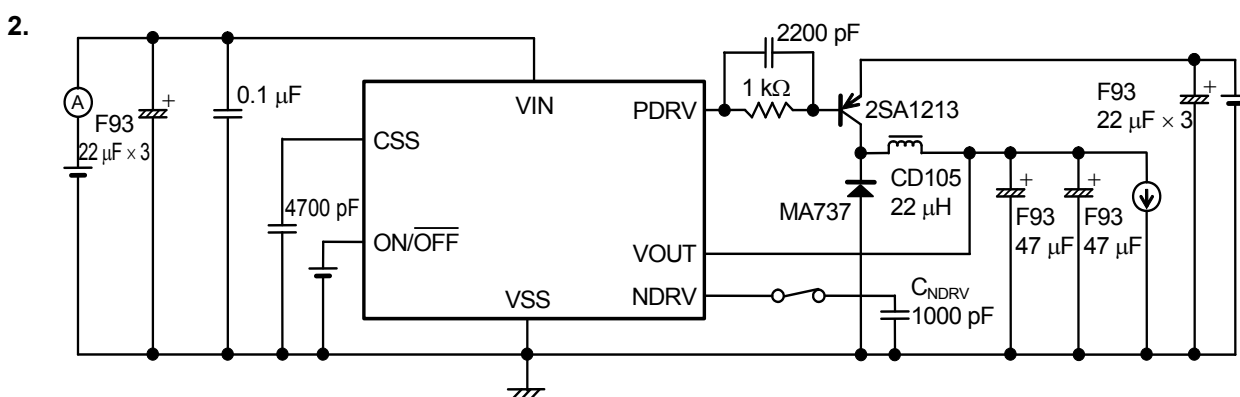 2.
A
F93
22 μF × 3
+
0.1 μF
4700 pF
VIN
CSS
ON/OFF
VSS
PDRV
VOUT
NDRV
2200 pF
1 kΩ
2SA1213
MA737
CD105
22 μH
C_NDRV
1000 pF
+
F93
47 μF
+
F93
47 μF
F93
22 μF × 3
+